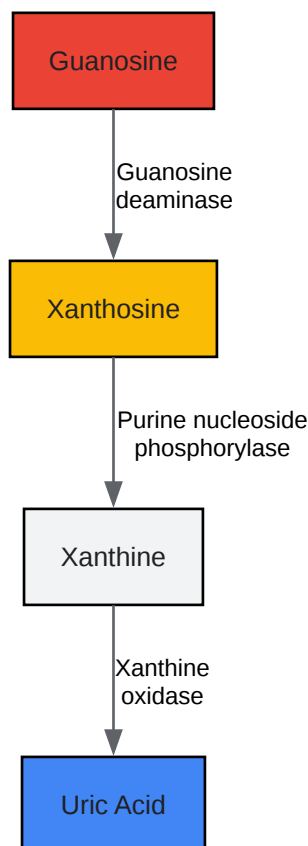 Guanosine
Guanosine
deaminase
Xanthosine
Purine nucleoside
phosphorylase
Xanthine
Xanthine
oxidase
Uric Acid